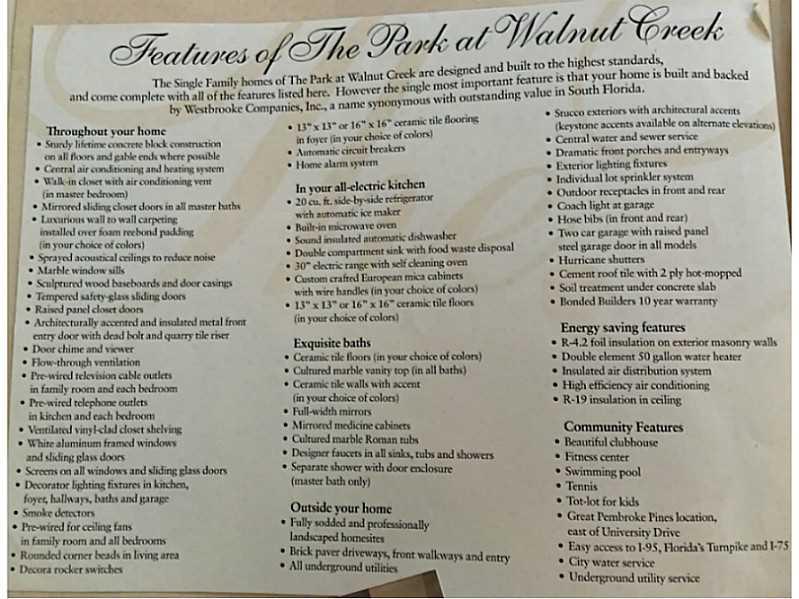 Features of The Park at Walnut Creek
The Single Family homes of The Park at Walnut Creek are designed and built to the highest standards,
and come complete with all of the features listed here. However the single most important feature is that your home is built and backed
by Westbrooke Companies, Inc., a name synonymous with outstanding value in South Florida.
Throughout your home
• Sturdy lifetime concrete block construction
on all floors and gable ends where possible
• Central air conditioning and heating system
• Walk-in closet with air conditioning vent
(in master bedroom)
• Mirrored sliding closet doors in all master baths
• Luxurious wall to wall carpeting
installed over foam reebond padding
(in your choice of colors)
• Sprayed acoustical ceilings to reduce noise
• Marble window sills
• Sculptured wood baseboards and door casings
• Tempered safety-glass sliding doors
• Raised panel closet doors
• Architecturally accented and insulated metal front
entry door with dead bolt and quarry tile riser
• Door chime and viewer
• Flow-through ventilation
• Pre-wired television cable outlets
in family room and each bedroom
• Pre-wired telephone outlets
in kitchen and each bedroom
• Ventilated vinyl-clad closet shelving
• White aluminum framed windows
and sliding glass doors
• Screens on all windows and sliding glass doors
• Decorator lighting fixtures in kitchen,
foyer, hallways, baths and garage
• Smoke detectors
• Pre-wired for ceiling fans
in family room and all bedrooms
• Rounded corner beads in living area
• Decora rocker switches
• 13" x 13" or 16" x 16" ceramic tile flooring
in foyer (in your choice of colors)
• Automatic circuit breakers
• Home alarm system
In your all-electric kitchen
• 20 cu. ft. side-by-side refrigerator
with automatic ice maker
• Built-in microwave oven
• Sound insulated automatic dishwasher
• Double compartment sink with food waste disposal
• 30" electric range with self cleaning oven
• Custom crafted European mica cabinets
with wire handles (in your choice of colors)
• 13" x 13" or 16" x 16" ceramic tile floors
(in your choice of colors)
Exquisite baths
• Ceramic tile floors (in your choice of colors)
• Cultured marble vanity top (in all baths)
• Ceramic tile walls with accent
(in your choice of colors)
• Full-width mirrors
• Mirrored medicine cabinets
• Cultured marble Roman tubs
• Designer faucets in all sinks, tubs and showers
• Separate shower with door enclosure
(master bath only)
Outside your home
• Fully sodded and professionally
landscaped homesites
• Brick paver driveways, front walkways and entry
• All underground utilities
• Stucco exteriors with architectural accents
(keystone accents available on alternate elevations)
• Central water and sewer service
• Dramatic front porches and entryways
• Exterior lighting fixtures
• Individual lot sprinkler system
• Outdoor receptacles in front and rear
• Coach light at garage
• Hose bibs (in front and rear)
• Two car garage with raised panel
steel garage door in all models
• Hurricane shutters
• Cement roof tile with 2 ply hot-mopped
• Soil treatment under concrete slab
• Bonded Builders 10 year warranty
Energy saving features
• R-4.2 foil insulation on exterior masonry walls
• Double element 50 gallon water heater
• Insulated air distribution system
• High efficiency air conditioning
• R-19 insulation in ceiling
Community Features
• Beautiful clubhouse
• Fitness center
• Swimming pool
• Tennis
• Tot-lot for kids
• Great Pembroke Pines location,
east of University Drive
• Easy access to I-95, Florida's Turnpike and I-75
• City water service
• Underground utility service